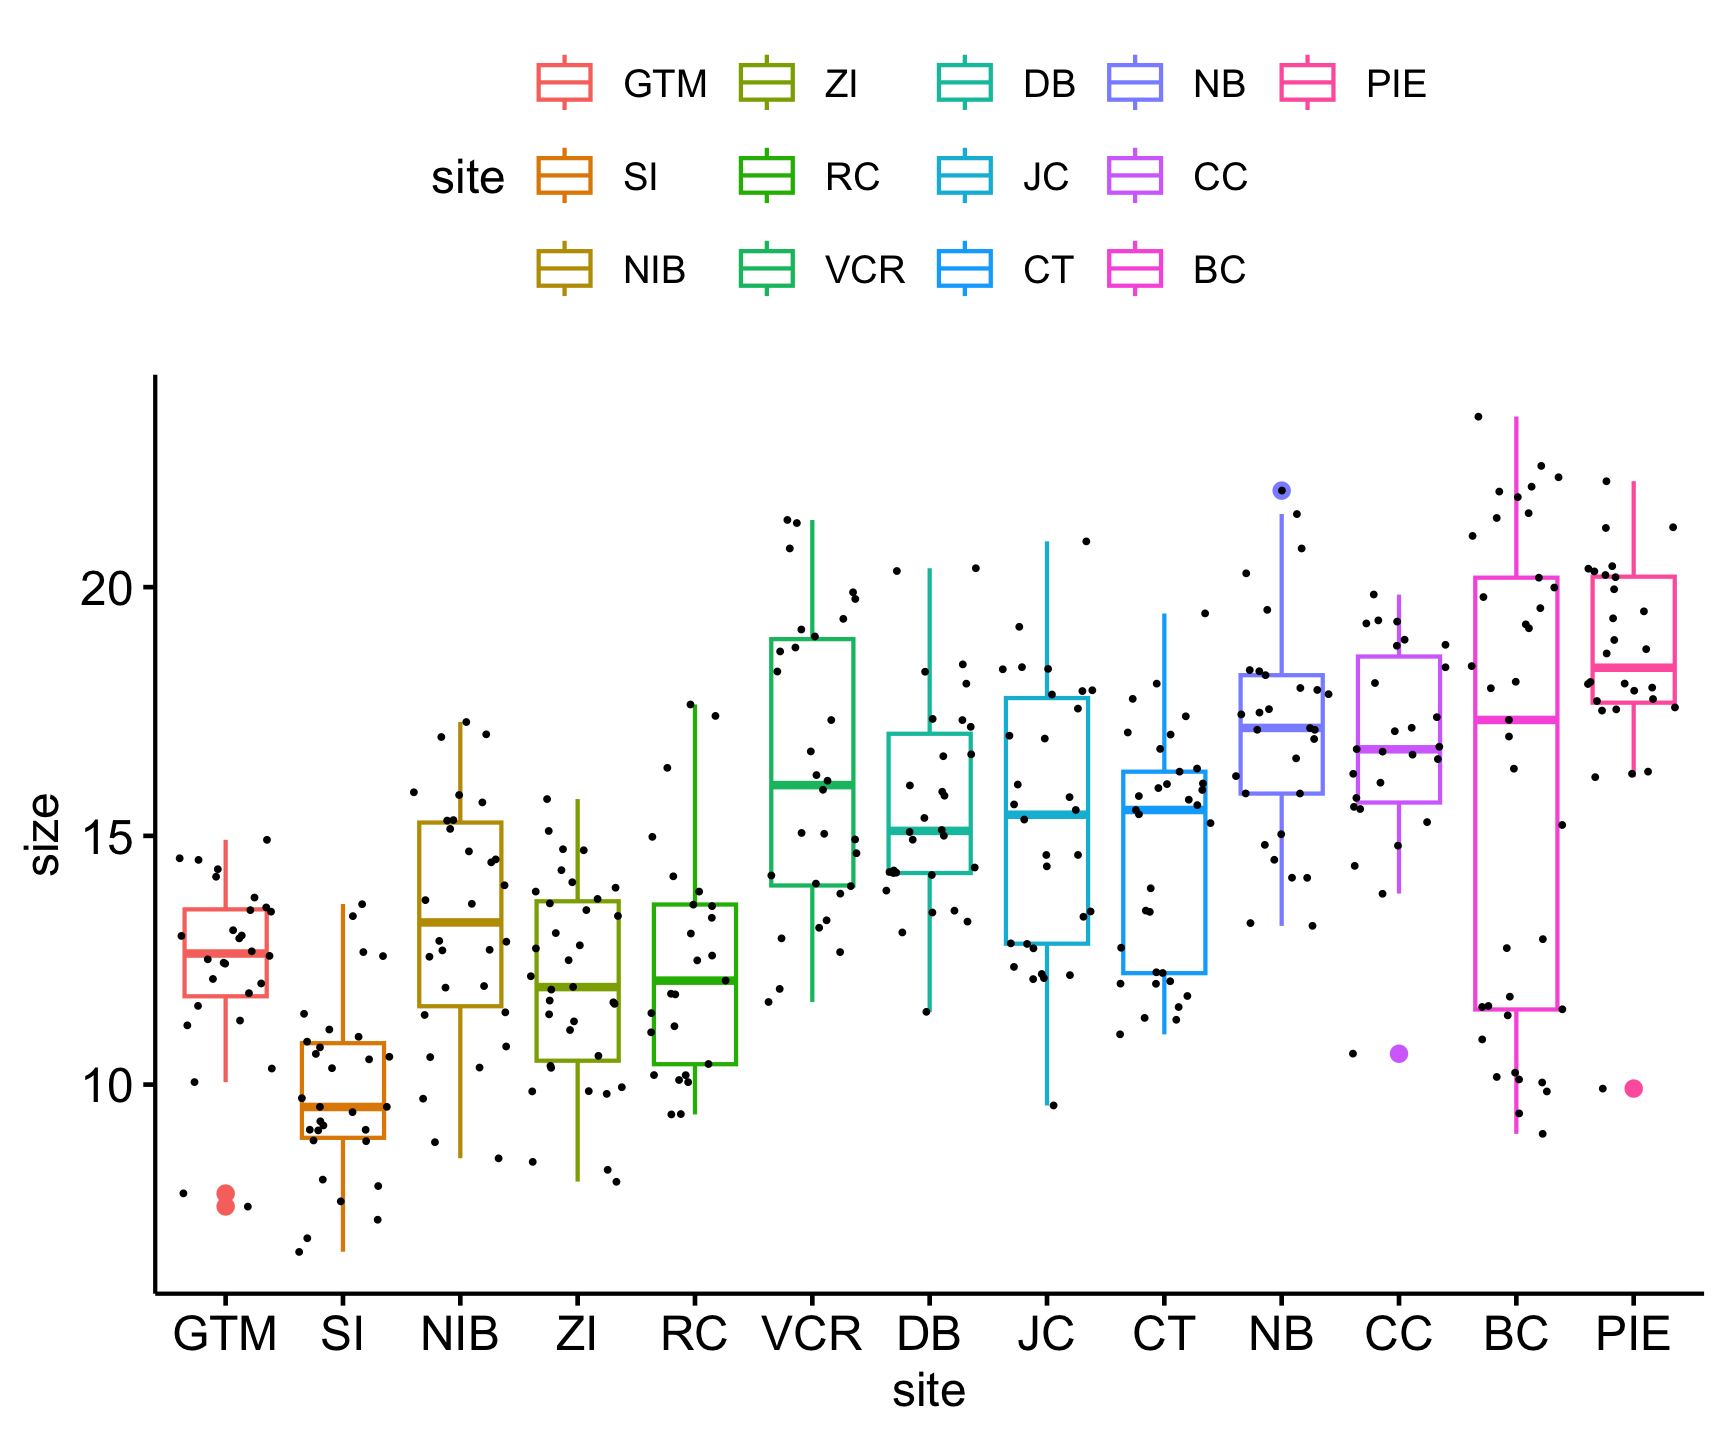 GTM ZI DB NB PIE
site SI RC JC CC
NIB VCR CT BC
size
20
15
10
GTM SI NIB ZI RC VCR DB JC CT NB CC BC PIE
site